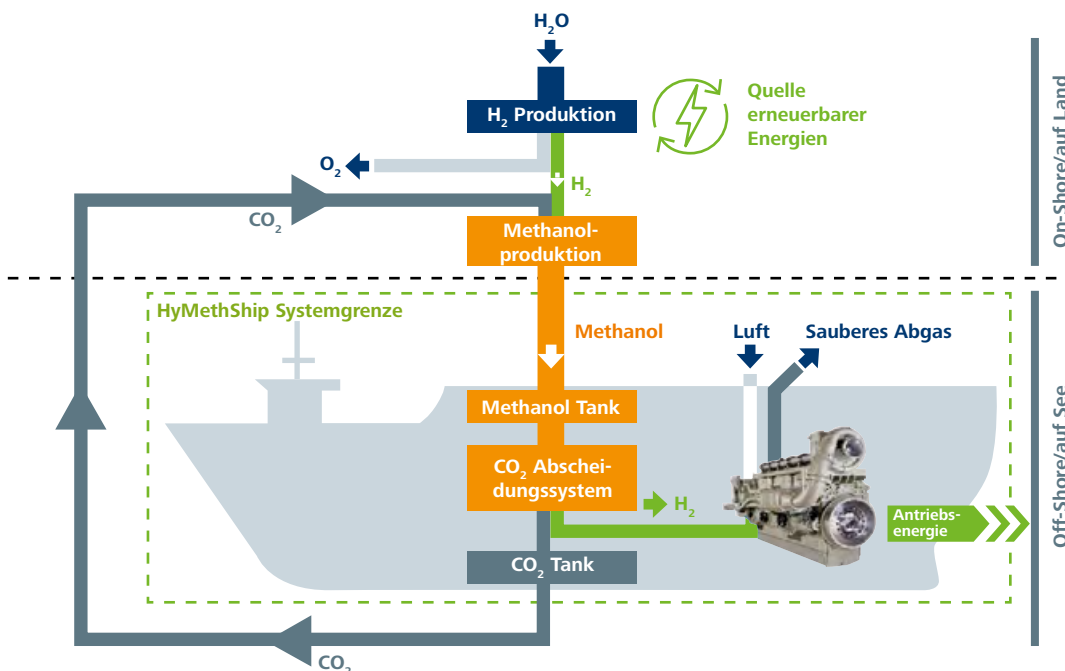 H₂O
H₂ Produktion
Quelle
erneuerbarer
Energien
O₂
H₂
CO₂
Methanol-
produktion
On-Shore/auf Land
HyMethShip Systemgrenze
Methanol
Luft
Sauberes Abgas
Methanol Tank
CO₂ Abschei-
dungssystem
H₂
Antriebs-
energie
CO₂ Tank
Off-Shore/auf See
CO₂